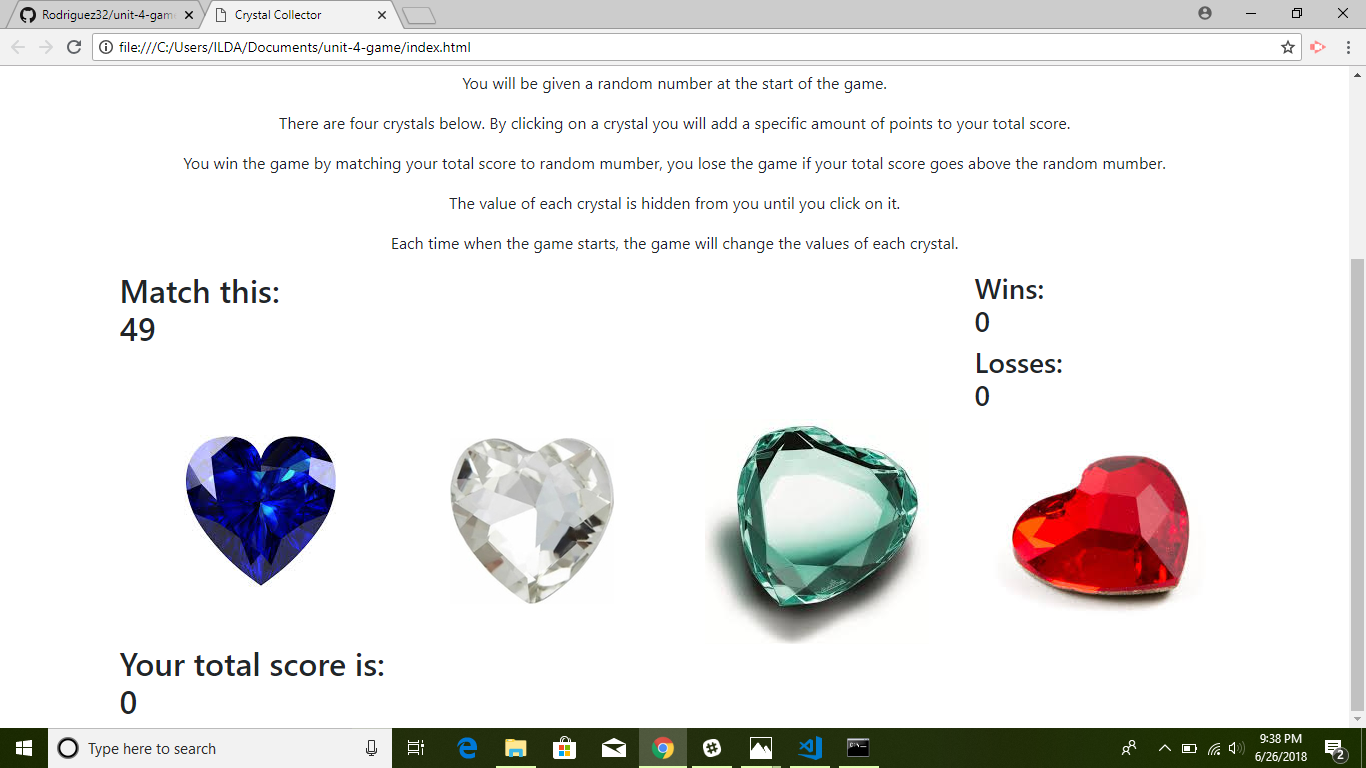 Rodriguez32/unit-4-gam
Crystal Collector
file:///C:/Users/ILDA/Documents/unit-4-game/index.html
You will be given a random number at the start of the game.
There are four crystals below. By clicking on a crystal you will add a specific amount of points to your total score.
You win the game by matching your total score to random mumber, you lose the game if your total score goes above the random mumber.
The value of each crystal is hidden from you until you click on it.
Each time when the game starts, the game will change the values of each crystal.
Match this:
49
Wins:
0
Losses:
0
Your total score is:
0
Type here to search
9:38 PM
6/26/2018
2